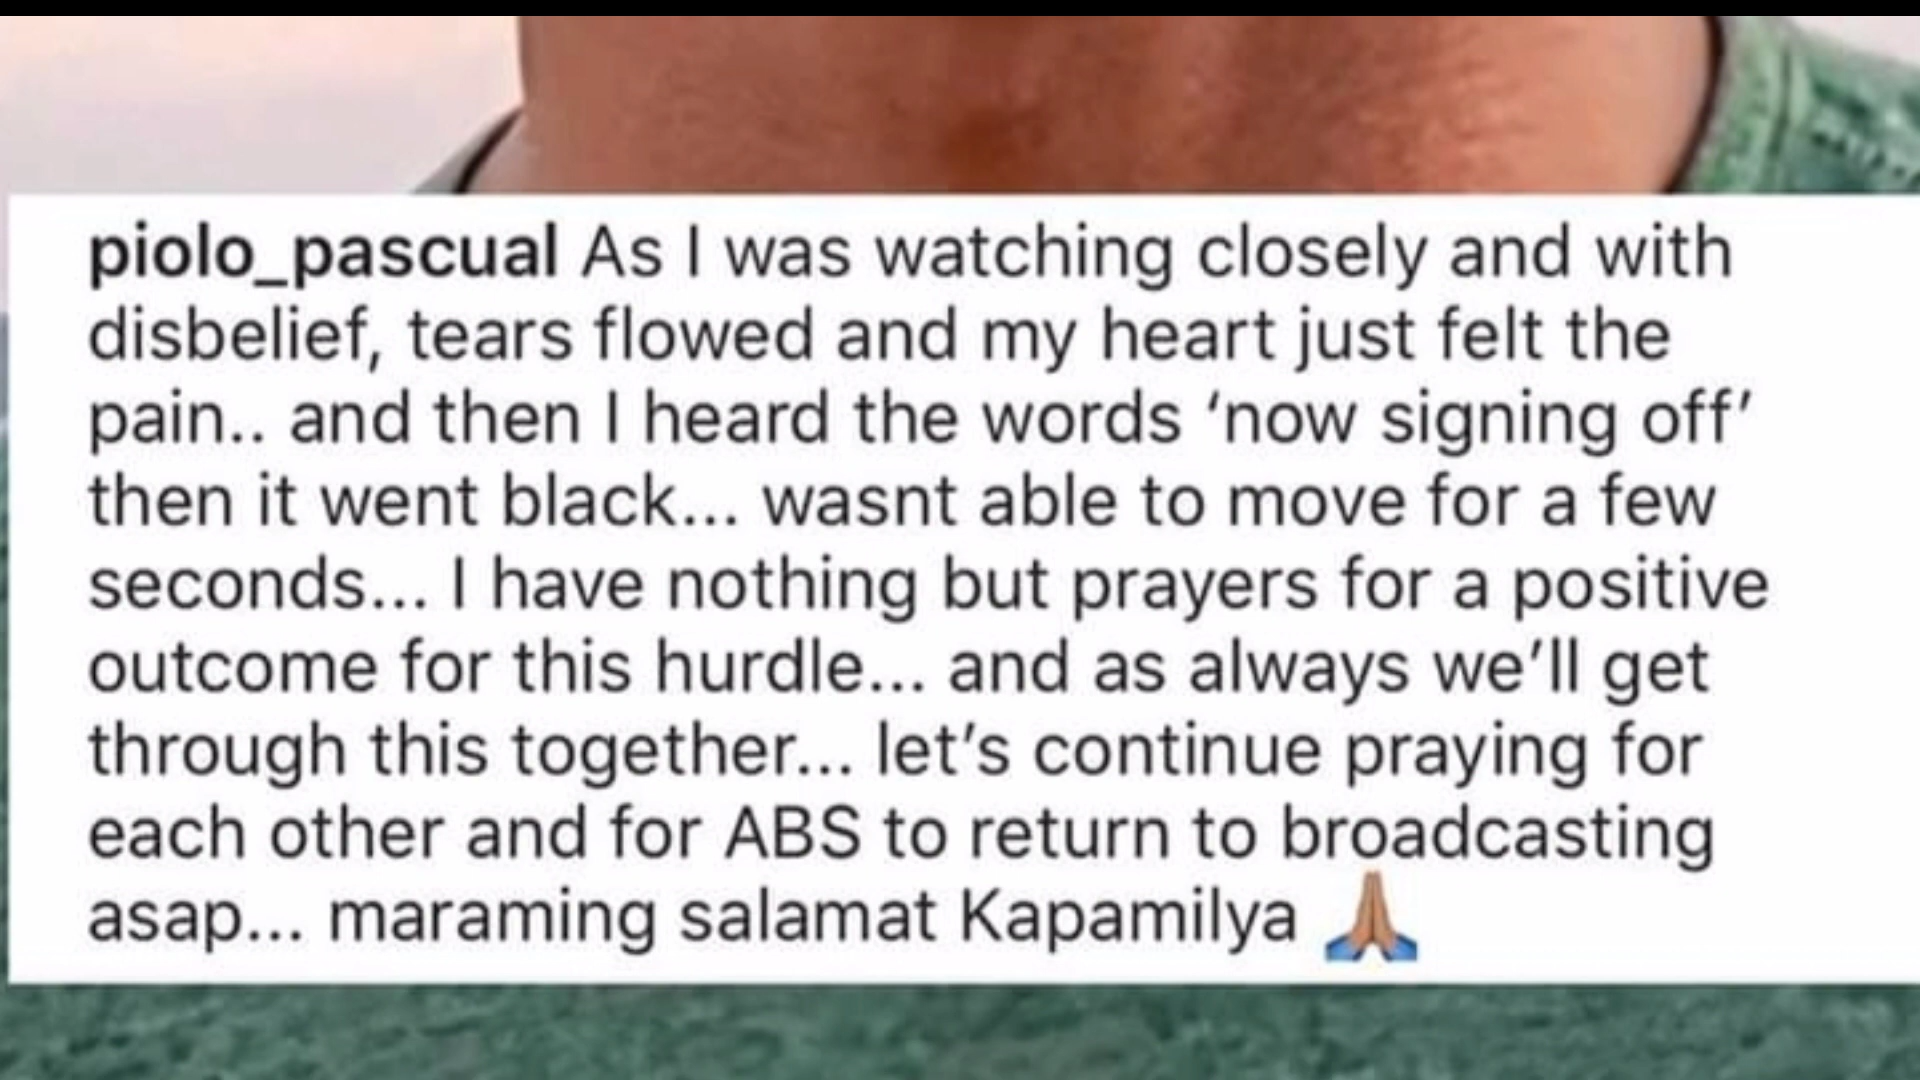 piolo_pascual As I was watching closely and with
disbelief, tears flowed and my heart just felt the
pain.. and then I heard the words ‘now signing off’
then it went black... wasnt able to move for a few
seconds... I have nothing but prayers for a positive
outcome for this hurdle... and as always we’ll get
through this together... let’s continue praying for
each other and for ABS to return to broadcasting
asap... maraming salamat Kapamilya 🙏🏽